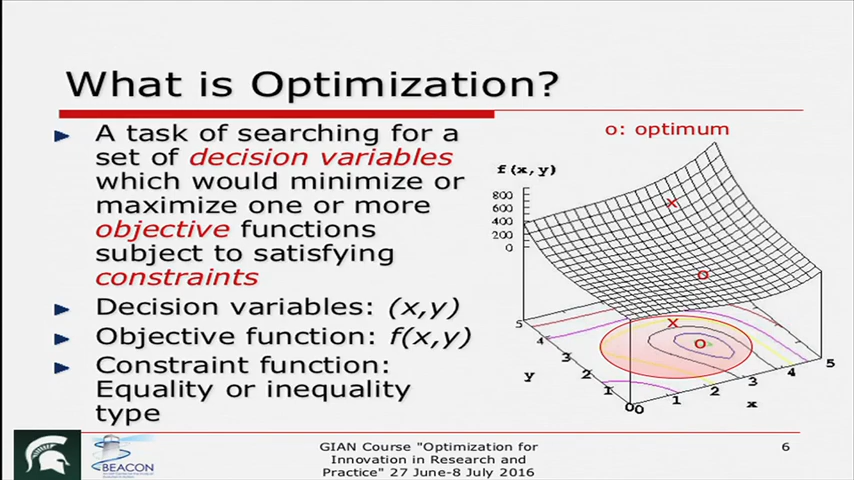 What is Optimization?
A task of searching for a
set of decision variables
which would minimize or
maximize one or more
objective functions
subject to satisfying
constraints
Decision variables: (x,y)
Objective function: f(x,y)
Constraint function:
Equality or inequality
type
o: optimum
f(x,y)
800
600
400
200
0
x
o
x
o
5
4
3
2
1
0
y
0
1
2
3
4
5
x
BEACON
GIAN Course "Optimization for
Innovation in Research and
Practice" 27 June-8 July 2016
6